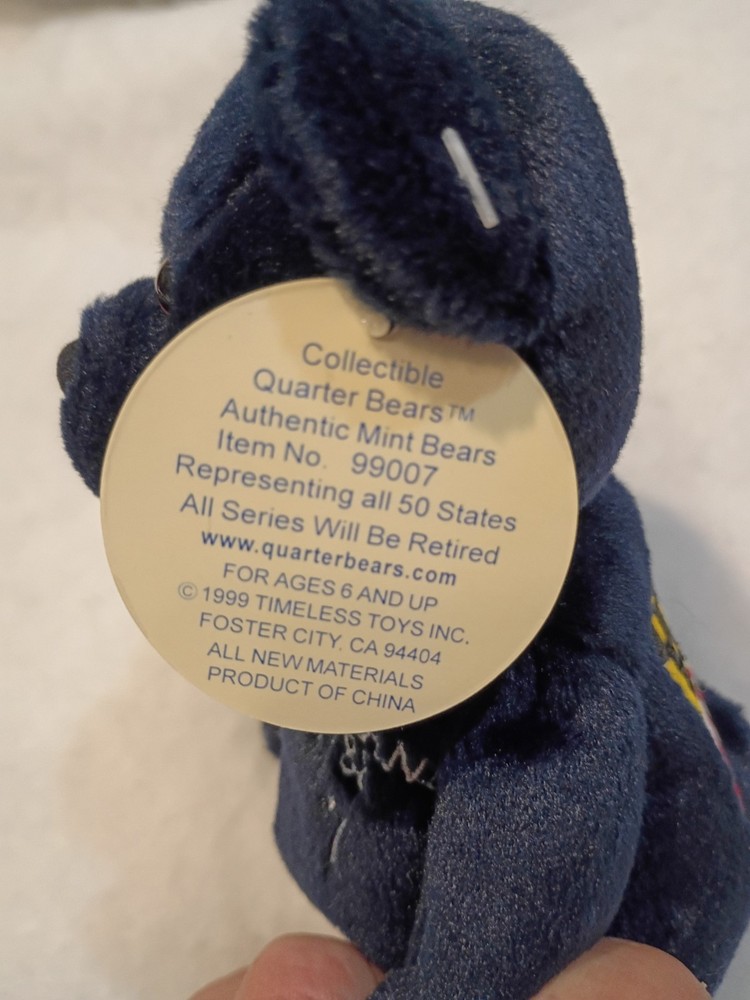 Collectible
Quarter Bears™
Authentic Mint Bears
Item No. 99007
Representing all 50 States
All Series Will Be Retired
www.quarterbears.com
FOR AGES 6 AND UP
© 1999 TIMELESS TOYS INC.
FOSTER CITY. CA 94404
ALL NEW MATERIALS
PRODUCT OF CHINA